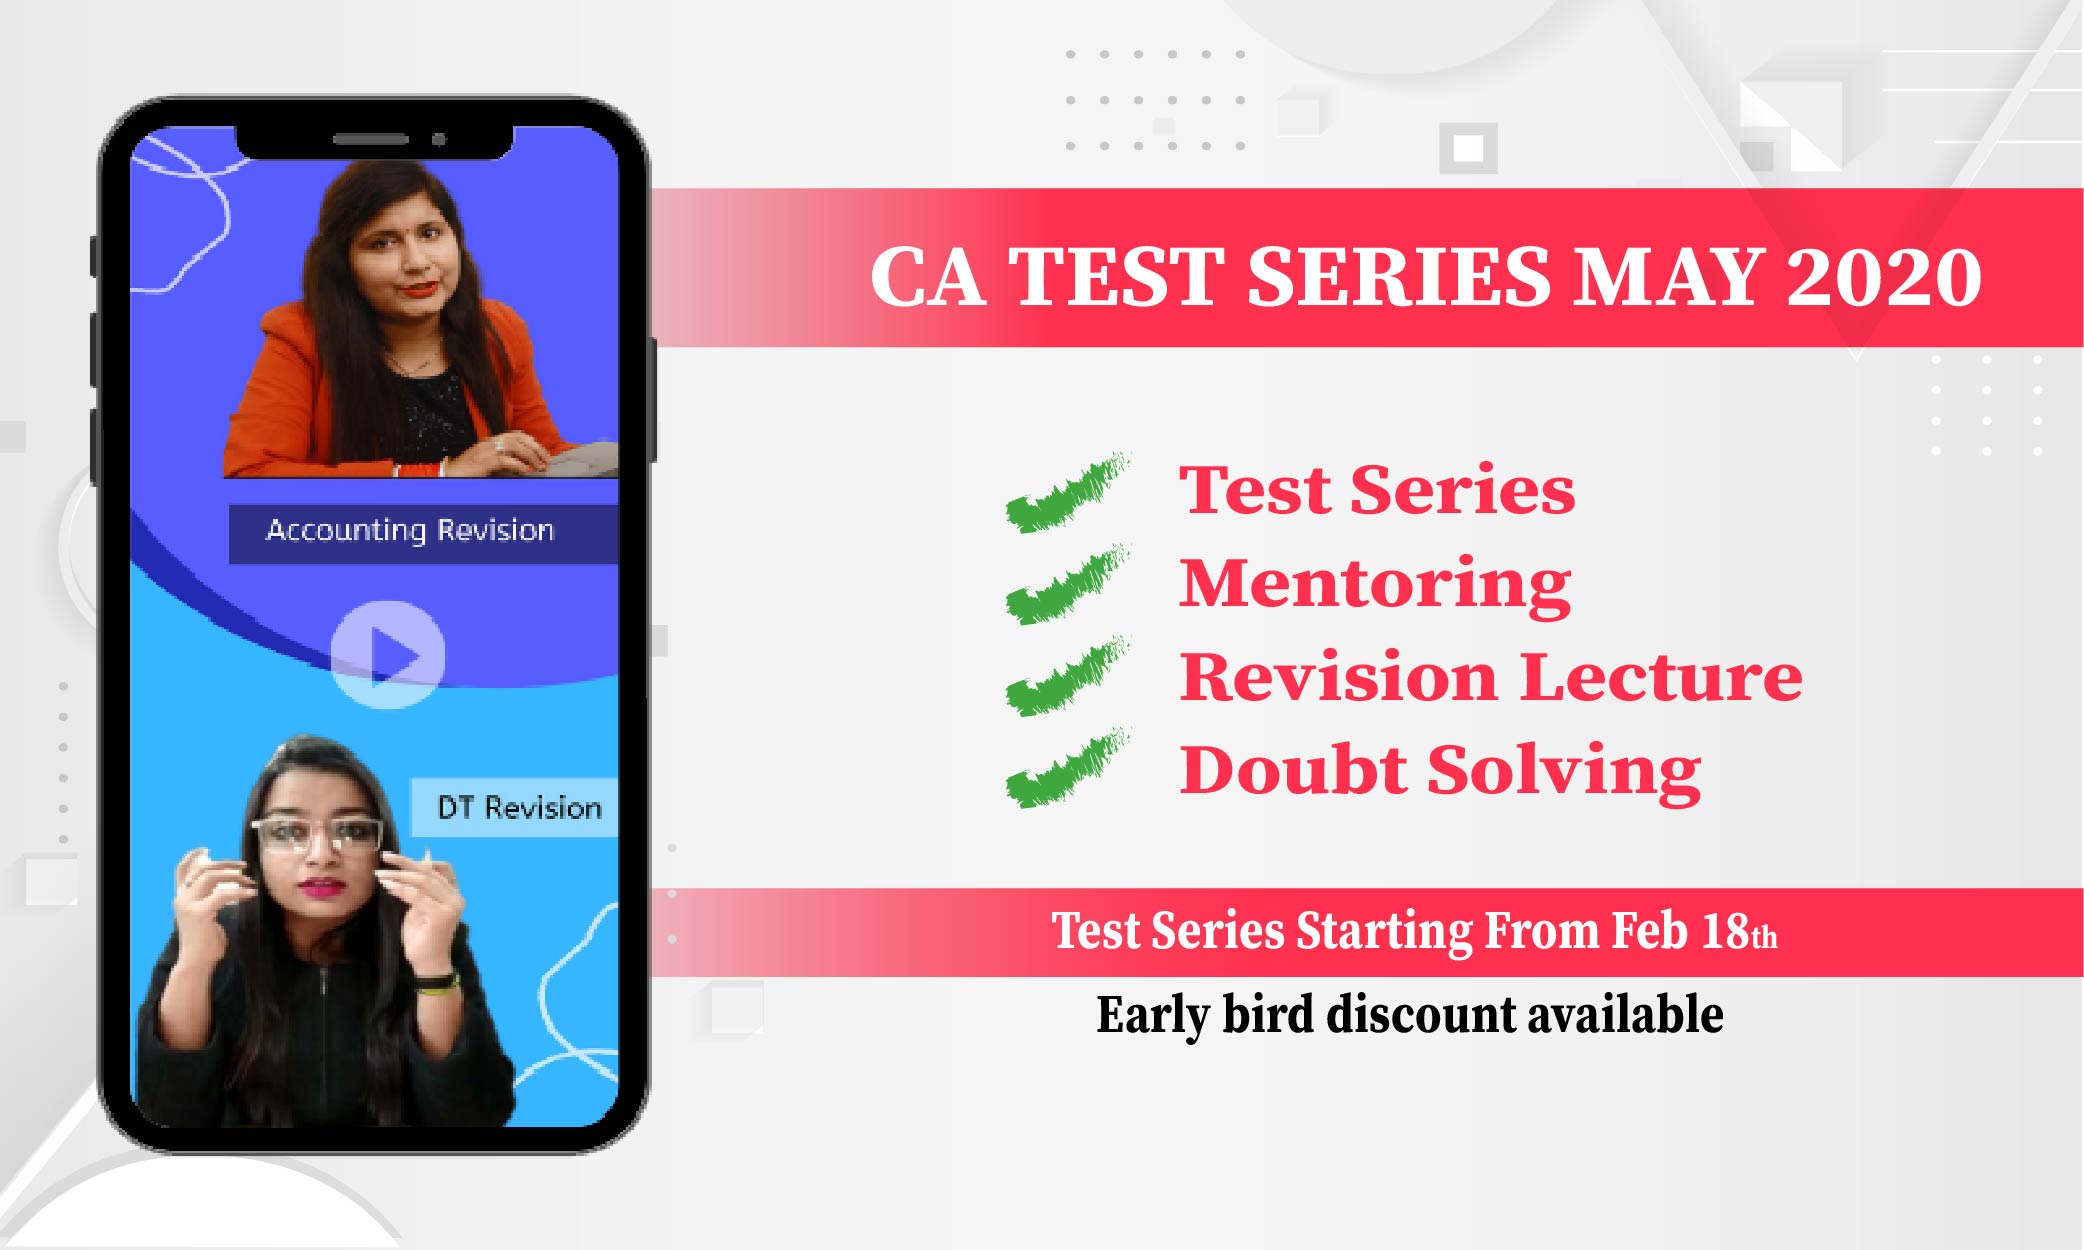 CA TEST SERIES MAY 2020
Accounting Revision
DT Revision
Test Series
Mentoring
Revision Lecture
Doubt Solving
Test Series Starting From Feb 18th
Early bird discount available